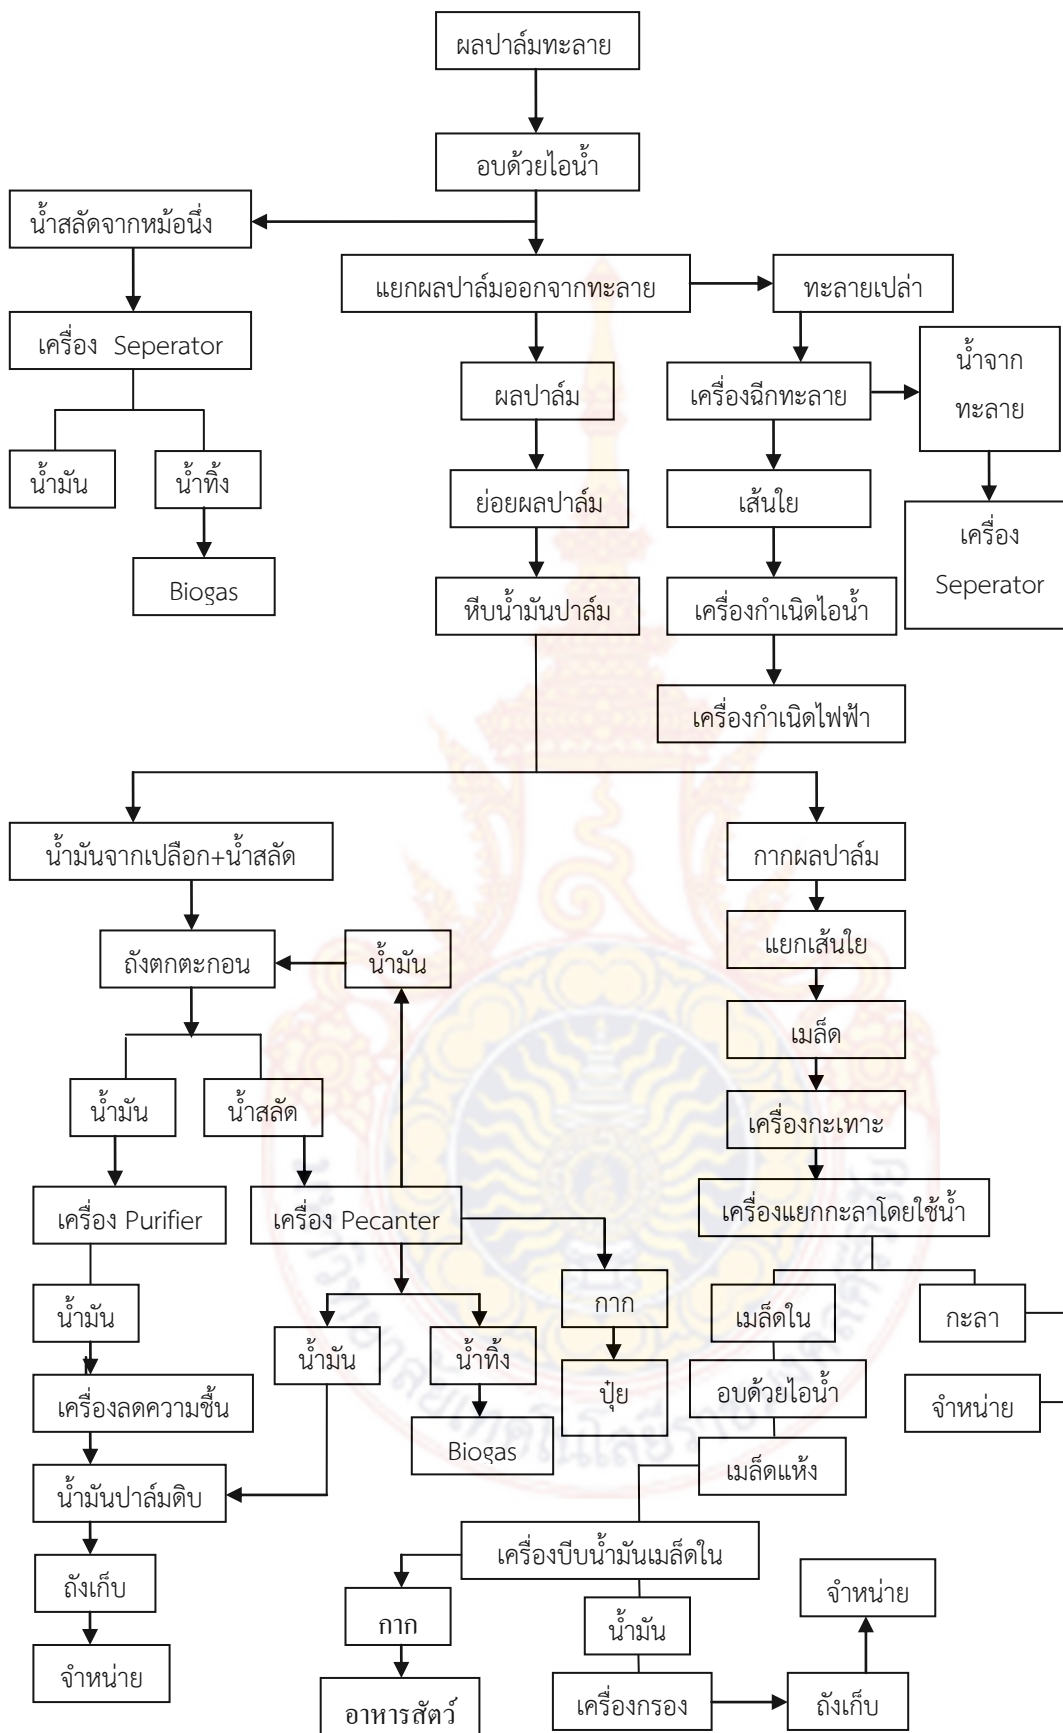 ผลปาล์มทะลาย
อบด้วยไอน้ำ
น้ำสลัดจากหม้อนึ่ง
แยกผลปาล์มออกจากทะลาย
ทะลายเปล่า
เครื่อง Seperator
ผลปาล์ม
เครื่องฉีกทะลาย
น้ำจาก
ทะลาย
น้ำมัน
น้ำทิ้ง
ย่อยผลปาล์ม
เส้นใย
เครื่อง
Seperator
Biogas
หีบน้ำมันปาล์ม
เครื่องกำเนิดไอน้ำ
เครื่องกำเนิดไฟฟ้า
น้ำมันจากเปลือก+น้ำสลัด
กากผลปาล์ม
ถังตกตะกอน
น้ำมัน
แยกเส้นใย
เมล็ด
น้ำมัน
น้ำสลัด
เครื่องกะเทาะ
เครื่อง Purifier
เครื่อง Pecanter
เครื่องแยกกะลาโดยใช้น้ำ
น้ำมัน
กาก
เมล็ดใน
กะลา
น้ำมัน
น้ำทิ้ง
เครื่องลดความชื้น
ปุ๋ย
อบด้วยไอน้ำ
จำหน่าย
Biogas
เมล็ดแห้ง
น้ำมันปาล์มดิบ
เครื่องบีบน้ำมันเมล็ดใน
ถังเก็บ
กาก
น้ำมัน
จำหน่าย
จำหน่าย
อาหารสัตว์
เครื่องกรอง
ถังเก็บ